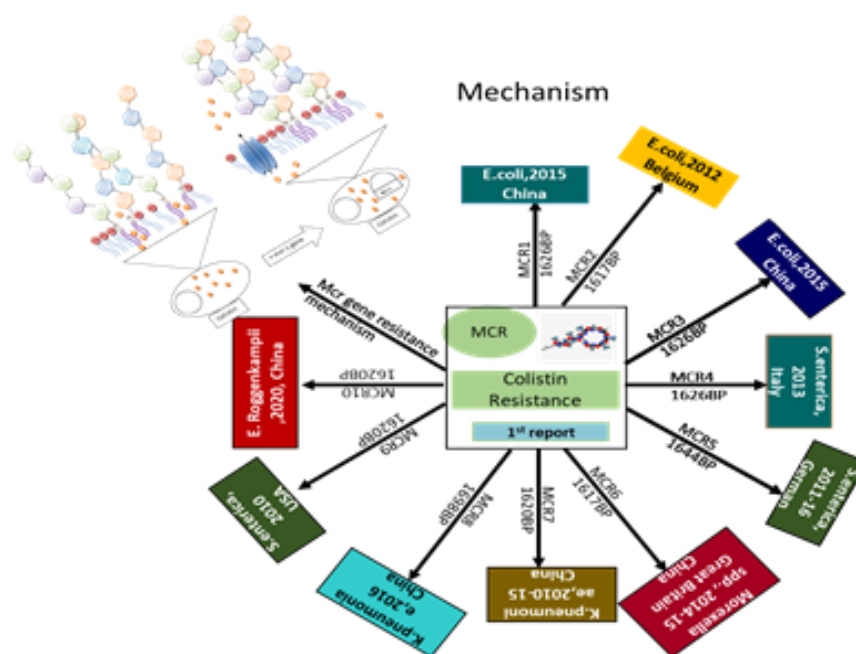 Mechanism
E.coli,2015
China
E.coli,2012
Belgium
E.coli,2015
China
S.enterica,
2013
Italy
S.enterica,
2011-16
German
Morexella
spp., 2014-15
Great Britain
China
K.pneumoni
ae,2010-15
China
K.pneumonia
e,2016
China
S.enterica,
2010
USA
E. Roggenkampii
,2020, China
MCR1
1626BP
MCR2
1617BP
MCR3
1626BP
MCR4
1626BP
MCR5
1644BP
MCR6
1617BP
MCR7
1620BP
MCR8
1698BP
MCR9
1620BP
MCR10
1620BP
Mcr gene resistance
mechanism
MCR
Colistin
Resistance
1st report